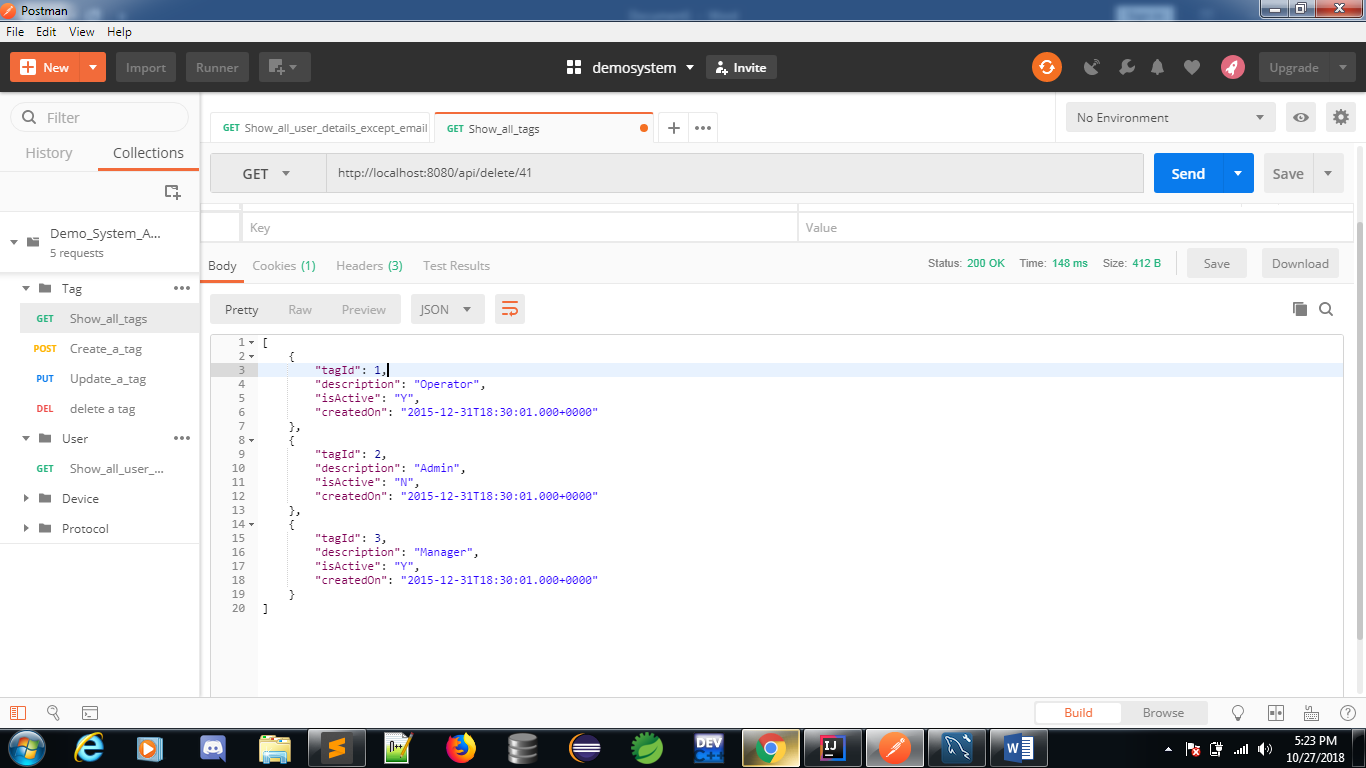 Postman
File Edit View Help
New Import Runner demosystem Invite Upgrade
Filter
History Collections
Demo_System_A...
5 requests
Tag
GET Show_all_tags
POST Create_a_tag
PUT Update_a_tag
DEL delete a tag
User
GET Show_all_user_...
Device
Protocol
GET Show_all_user_details_except_email
GET Show_all_tags
No Environment
GET http://localhost:8080/api/delete/41 Send Save
Key Value
Body Cookies (1) Headers (3) Test Results Status: 200 OK Time: 148 ms Size: 412 B Save Download
Pretty Raw Preview JSON
1 [
2 {
3 "tagId": 1,
4 "description": "Operator",
5 "isActive": "Y",
6 "createdOn": "2015-12-31T18:30:01.000+0000"
7 },
8 {
9 "tagId": 2,
10 "description": "Admin",
11 "isActive": "N",
12 "createdOn": "2015-12-31T18:30:01.000+0000"
13 },
14 {
15 "tagId": 3,
16 "description": "Manager",
17 "isActive": "Y",
18 "createdOn": "2015-12-31T18:30:01.000+0000"
19 }
20 ]
Build Browse
DEV
C++
IJ
W
5:23 PM
10/27/2018